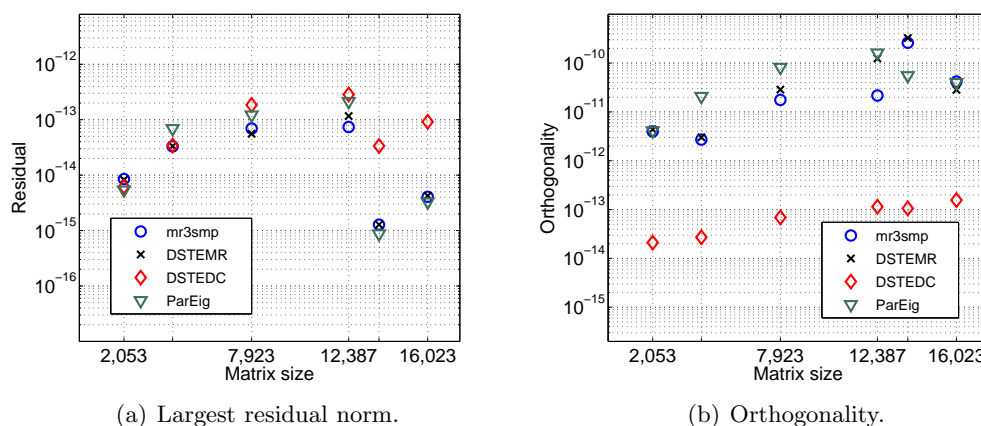 10^-12
10^-13
10^-14
10^-15
10^-16
Residual
mr3smp
DSTEMR
DSTEDC
ParEig
2,053
7,923
12,387
16,023
Matrix size
(a) Largest residual norm.
10^-10
10^-11
10^-12
10^-13
10^-14
10^-15
Orthogonality
mr3smp
DSTEMR
DSTEDC
ParEig
2,053
7,923
12,387
16,023
Matrix size
(b) Orthogonality.